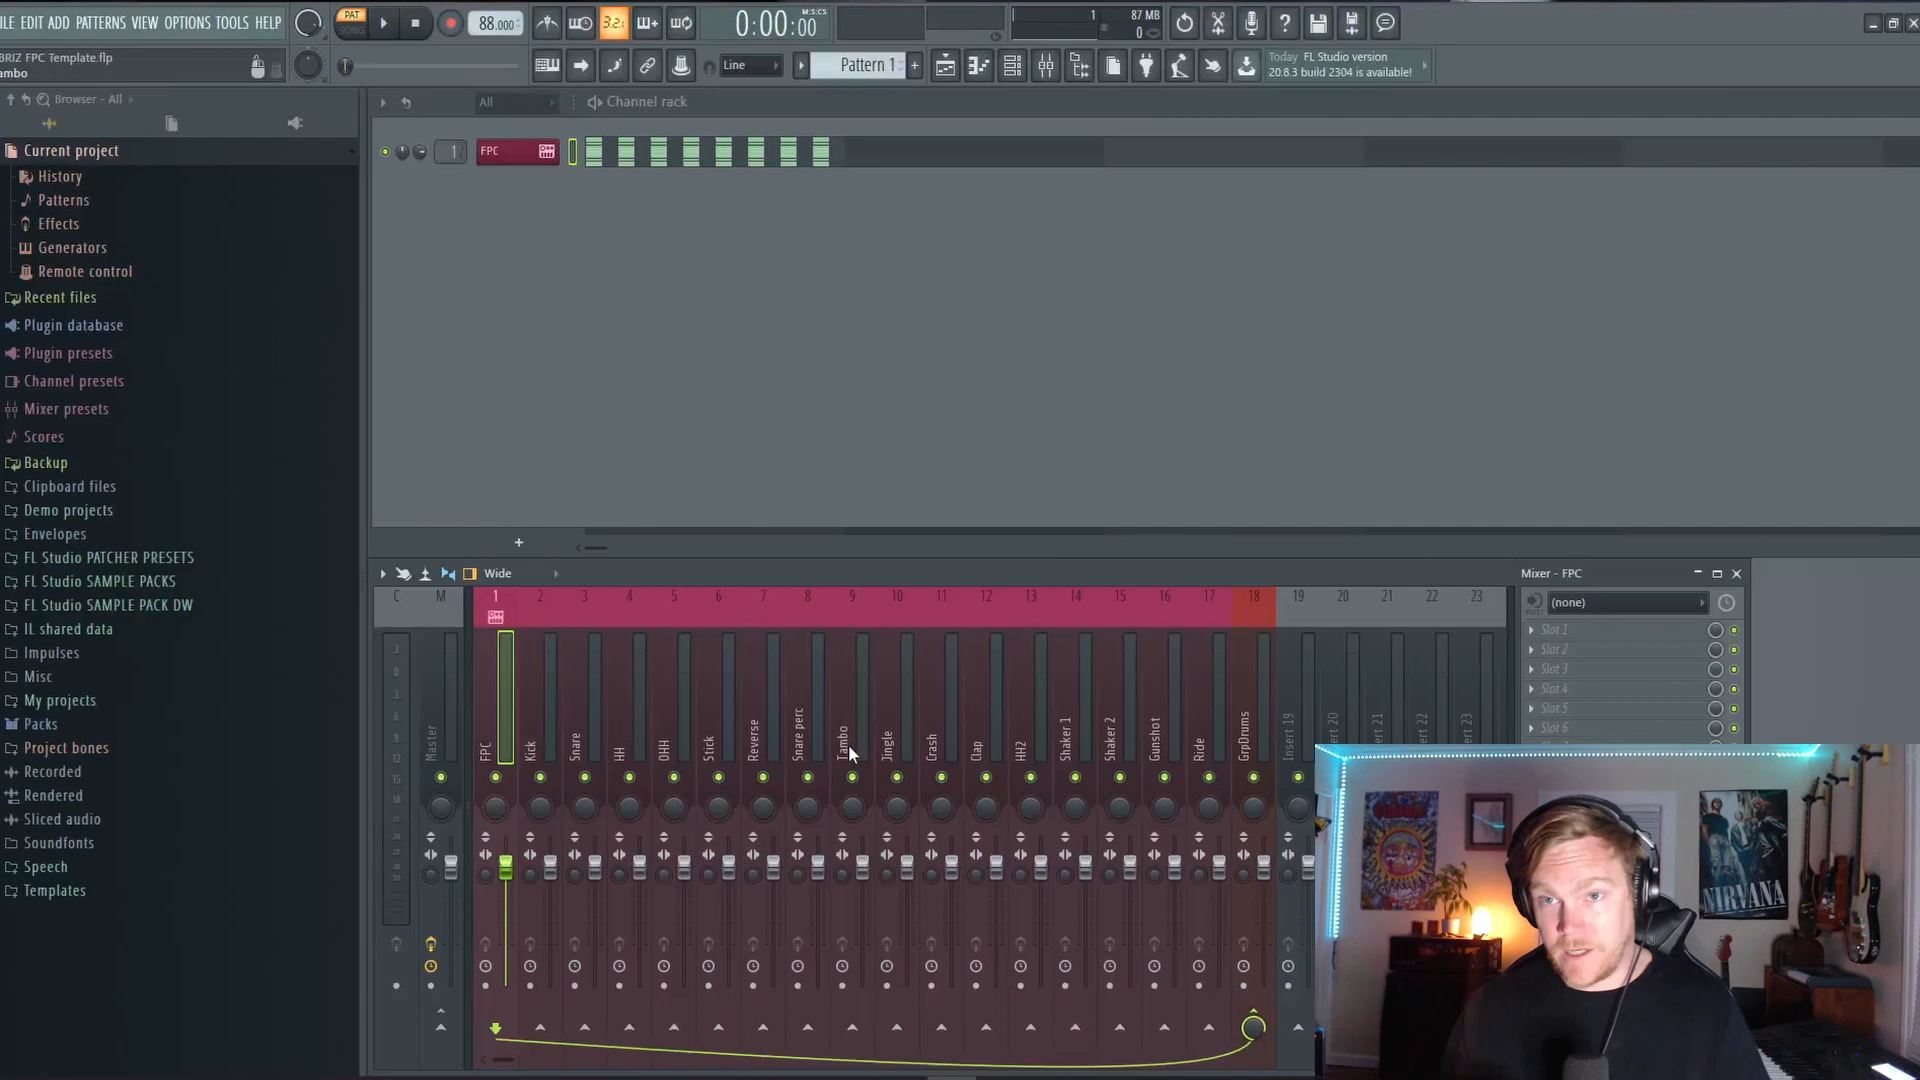 ILE EDIT ADD PATTERNS VIEW OPTIONS TOOLS HELP
PAT
SONG
88.000
3.2.
0:00:00
M:S:CS
1
87 MB
0
BRIZ FPC Template.flp
ambo
Line
Pattern 1
+
Today FL Studio version
20.8.3 build 2304 is available!
Browser - All
All
Channel rack
1
FPC
Current project
History
Patterns
Effects
Generators
Remote control
Recent files
Plugin database
Plugin presets
Channel presets
Mixer presets
Scores
Backup
Clipboard files
Demo projects
Envelopes
FL Studio PATCHER PRESETS
FL Studio SAMPLE PACKS
FL Studio SAMPLE PACK DW
IL shared data
Impulses
Misc
My projects
Packs
Project bones
Recorded
Rendered
Sliced audio
Soundfonts
Speech
Templates
+
Wide
C M 1 2 3 4 5 6 7 8 9 10 11 12 13 14 15 16 17 18 19 20 21 22 23
Master
FPC
Kick
Snare
HH
OHH
Stick
Reverse
Snare perc
Tambo
Jingle
Crash
Clap
HH2
Shaker 1
Shaker 2
Gunshot
Ride
GrpDrums
Insert 19
Mixer - FPC
POST
(none)
Slot 1
Slot 2
Slot 3
Slot 4
Slot 5
Slot 6
NIRVANA